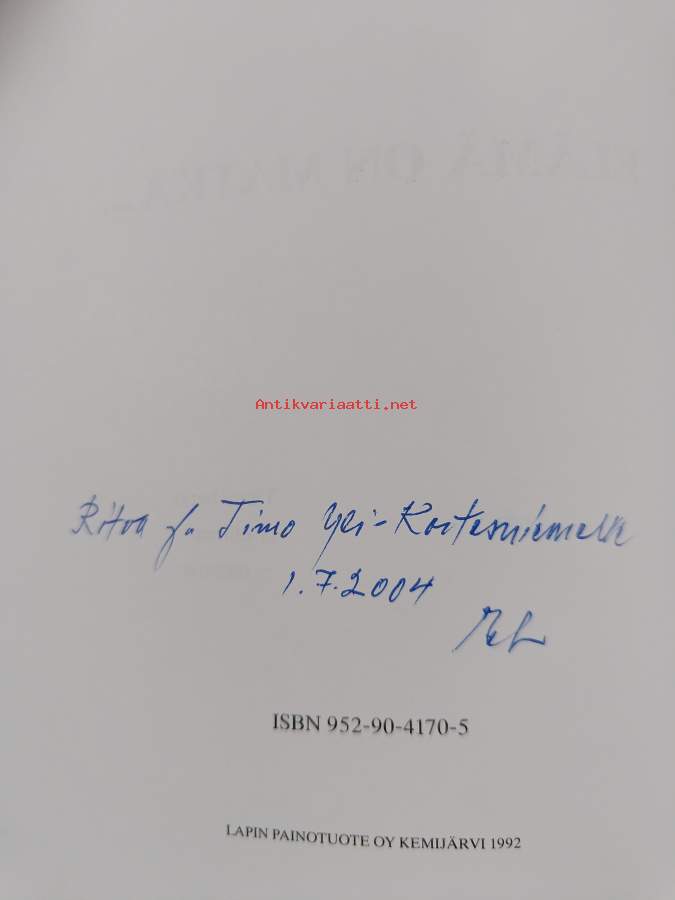 Antikvariaatti.net
Ritva ja Timo Yli-Kortesniemelle
1.7.2004
ISBN 952-90-4170-5
LAPIN PAINOTUOTE OY KEMIJÄRVI 1992